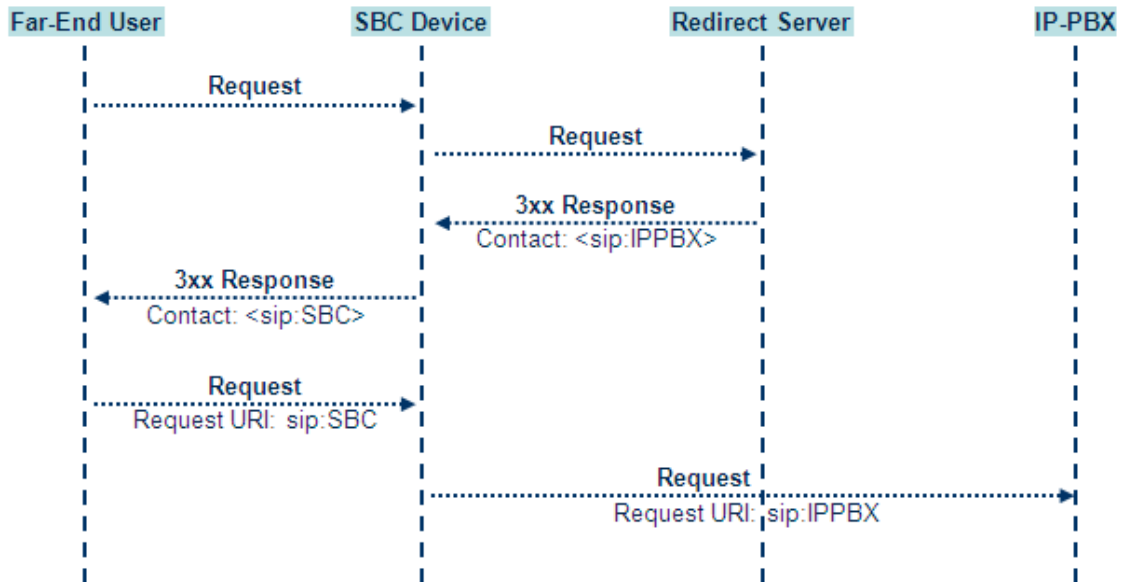 Far-End User
SBC Device
Redirect Server
IP-PBX
Request
Request
3xx Response
Contact: <sip:IPPBX>
3xx Response
Contact: <sip:SBC>
Request
Request URI: sip:SBC
Request
Request URI: sip:IPPBX